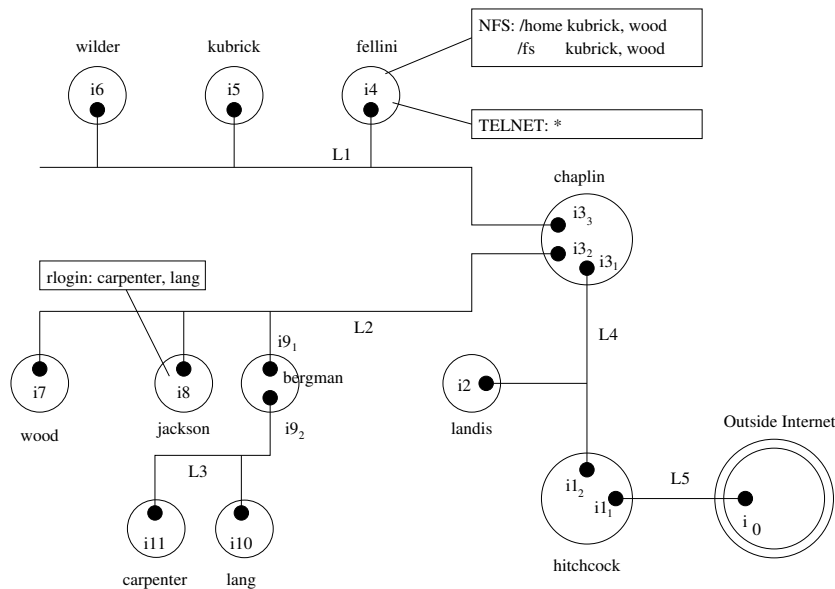 wilder
kubrick
fellini
NFS: /home kubrick, wood
/fs kubrick, wood
i6
i5
i4
TELNET: *
L1
chaplin
i3₃
i3₂
i3₁
rlogin: carpenter, lang
L2
L4
i9₁
bergman
i7
i8
i2
wood
jackson
i9₂
landis
Outside Internet
L3
L5
i1₂
i1₁
i₀
i11
i10
hitchcock
carpenter
lang